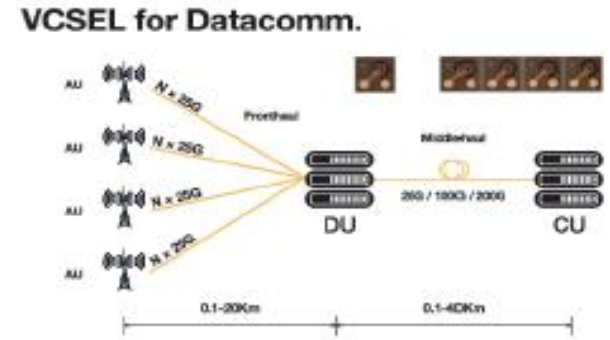 VCSEL for Datacomm.
AU
N × 25G
Fronthaul
AU
N × 25G
Middlehaul
AU
N × 25G
25G / 100G / 200G
DU
CU
AU
N × 25G
0.1-20Km
0.1-40Km